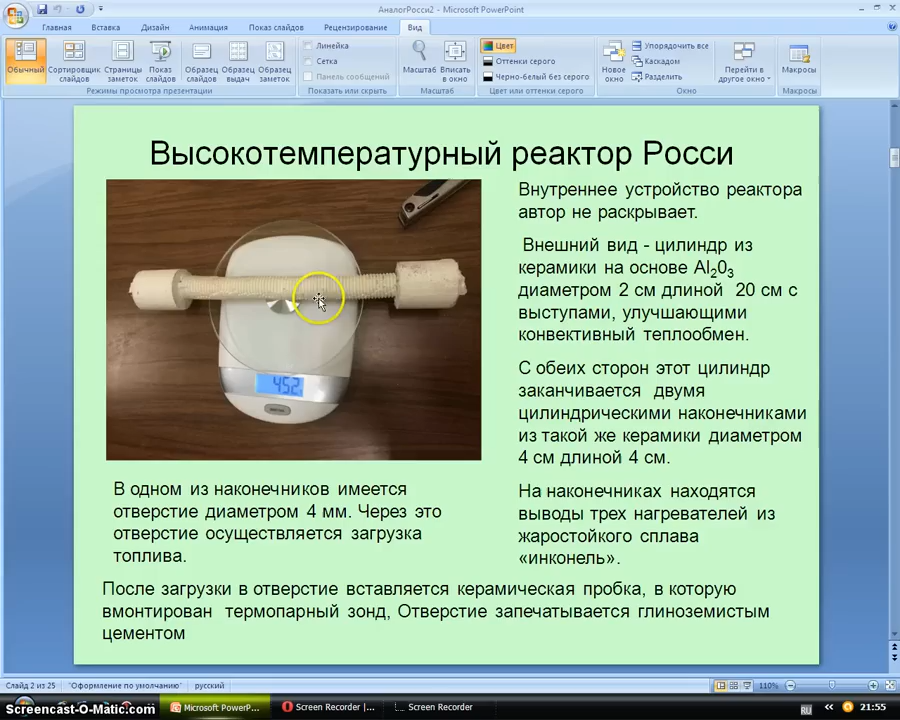 АналогРосси2 - Microsoft PowerPoint
Главная Вставка Дизайн Анимация Показ слайдов Рецензирование Вид
Обычный
Сортировщик слайдов
Страницы заметок
Показ слайдов
Образец слайдов
Образец выдач
Образец заметок
Режимы просмотра презентации
Линейка
Сетка
Панель сообщений
Показать или скрыть
Масштаб
Вписать в окно
Масштаб
Цвет
Оттенки серого
Черно-белый без серого
Цвет или оттенки серого
Новое окно
Упорядочить все
Каскадом
Разделить
Перейти в другое окно
Окно
Макросы
Макросы
Высокотемпературный реактор Росси
452
Внутреннее устройство реактора
автор не раскрывает.
Внешний вид - цилиндр из
керамики на основе Al203
диаметром 2 см длиной 20 см с
выступами, улучшающими
конвективный теплообмен.
С обеих сторон этот цилиндр
заканчивается двумя
цилиндрическими наконечниками
из такой же керамики диаметром
4 см длиной 4 см.
На наконечниках находятся
выводы трех нагревателей из
жаростойкого сплава
«инконель».
В одном из наконечников имеется
отверстие диаметром 4 мм. Через это
отверстие осуществляется загрузка
топлива.
После загрузки в отверстие вставляется керамическая пробка, в которую
вмонтирован термопарный зонд, Отверстие запечатывается глиноземистым
цементом
Слайд 2 из 25 "Оформление по умолчанию" русский 110%
Screencast-O-Matic.com Microsoft PowerP... Screen Recorder |... Screen Recorder RU 21:55